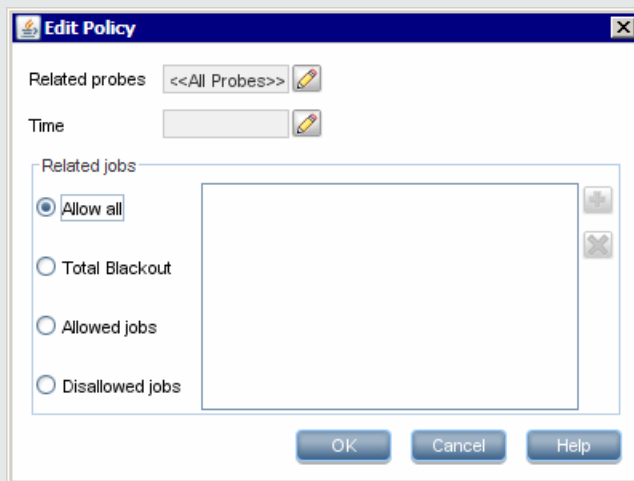 Edit Policy
Related probes <<All Probes>>
Time
Related jobs
Allow all
Total Blackout
Allowed jobs
Disallowed jobs
OK Cancel Help